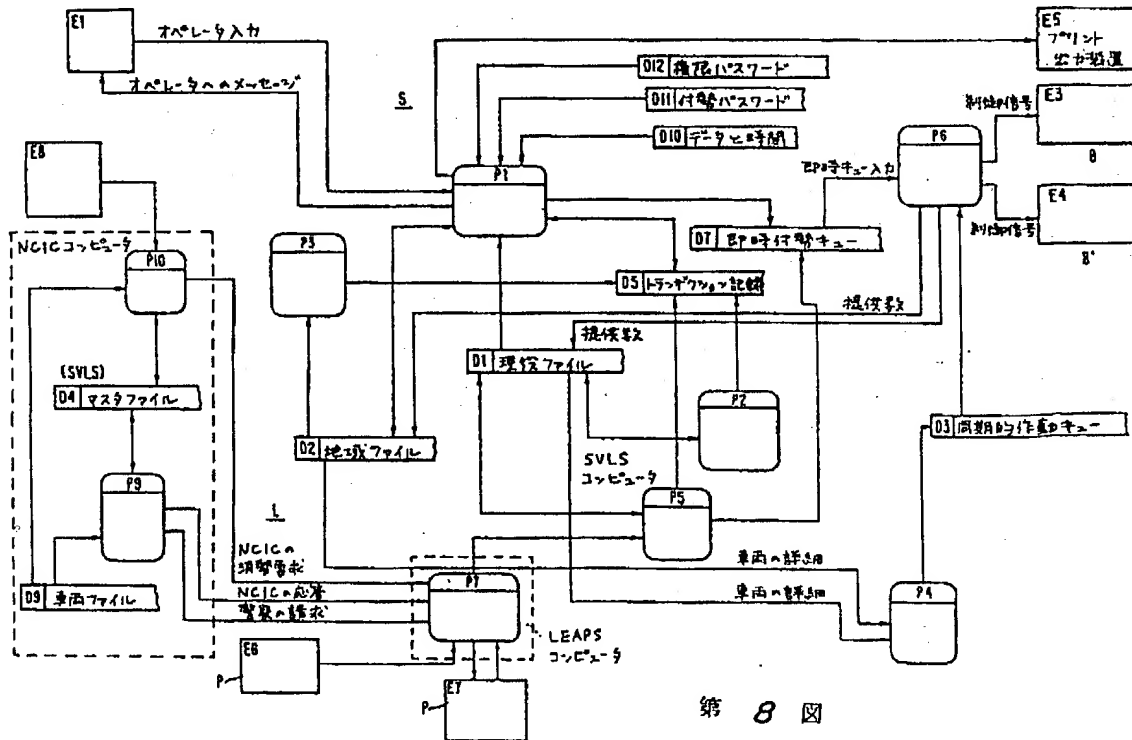 E1
オペレータ入力
オペレータへのメッセージ
S
E5
プリント
出力装置
D12 権限パスワード
D11 付勢パスワード
D10 データと時間
制御信号
E3
B
P6
E4
制御信号
B'
E8
P1
即時キュー入力
NCICコンピュータ
P10
P3
D7 即時付勢キュー
D5 トランザクション記録
提供数
提供数
D1 現役ファイル
(SVLS)
D4 マスタファイル
P2
D3 同期的作動キュー
D2 地域ファイル
SVLS
コンピュータ
P9
P5
L
NCICの
車両の詳細
D9 車両ファイル
NCICの応答
P7
車両の詳細
P4
警察の請求
LEAPS
コンピュータ
E6
P
E7
P
第 8 図